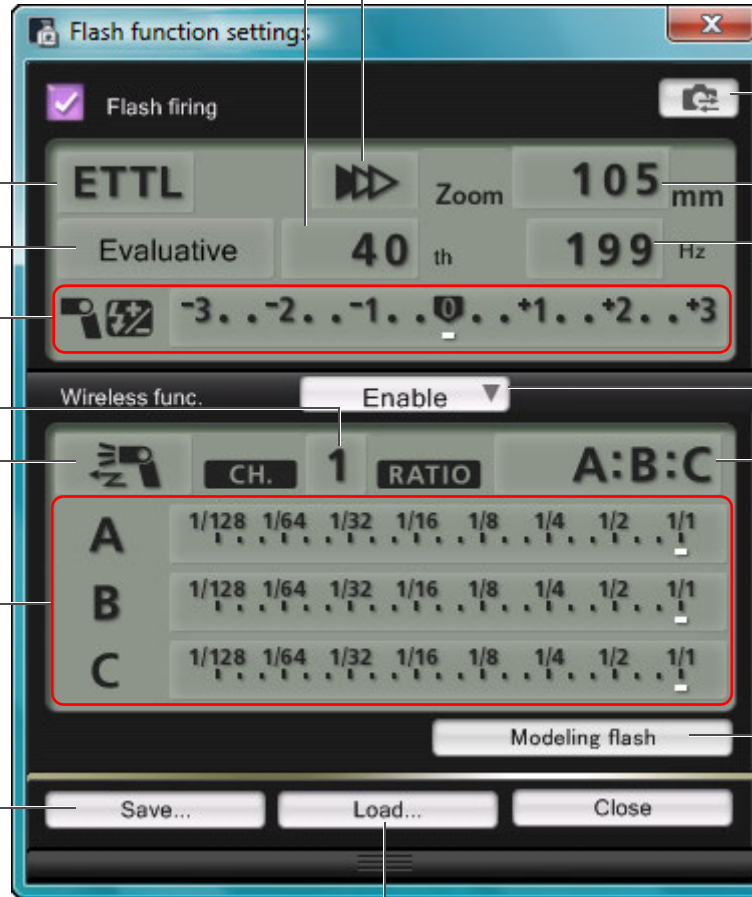 Flash function settings
Flash firing
ETTL Zoom 105 mm
Evaluative 40 th 199 Hz
-3..-2..-1..0..+1..+2..+3
Wireless func. Enable
CH. 1 RATIO A:B:C
A 1/128 1/64 1/32 1/16 1/8 1/4 1/2 1/1
B 1/128 1/64 1/32 1/16 1/8 1/4 1/2 1/1
C 1/128 1/64 1/32 1/16 1/8 1/4 1/2 1/1
Modeling flash
Save... Load... Close